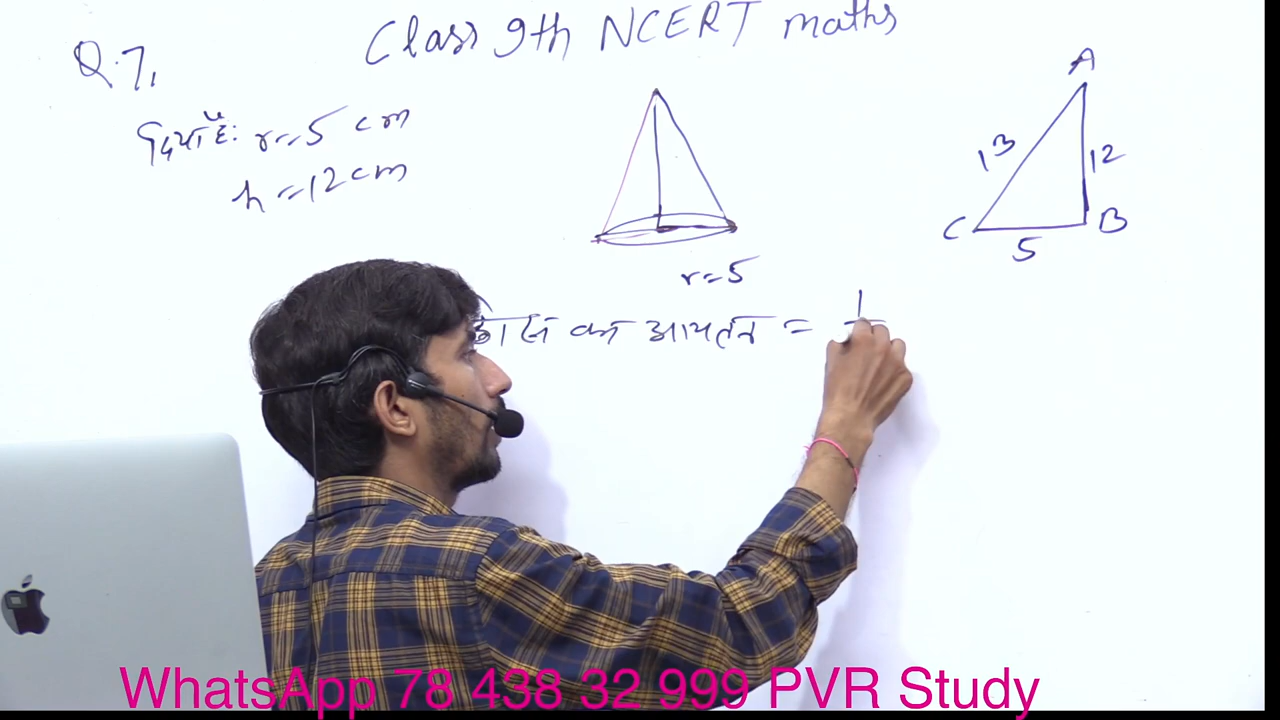 Class 9th NCERT maths
Q.7,
दिया है: r=5 cm
h=12cm
r=5
A
13
12
C
B
5
का आयतन = 1
WhatsApp 78 438 32 999 PVR Study